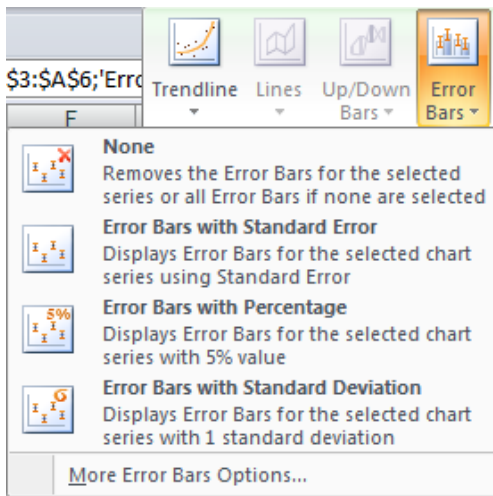 $3:$A$6;'Erro
Trendline Lines Up/Down Error
Bars Bars
F
None
Removes the Error Bars for the selected
series or all Error Bars if none are selected
Error Bars with Standard Error
Displays Error Bars for the selected chart
series using Standard Error
5%
Error Bars with Percentage
Displays Error Bars for the selected chart
series with 5% value
σ
Error Bars with Standard Deviation
Displays Error Bars for the selected chart
series with 1 standard deviation
More Error Bars Options...